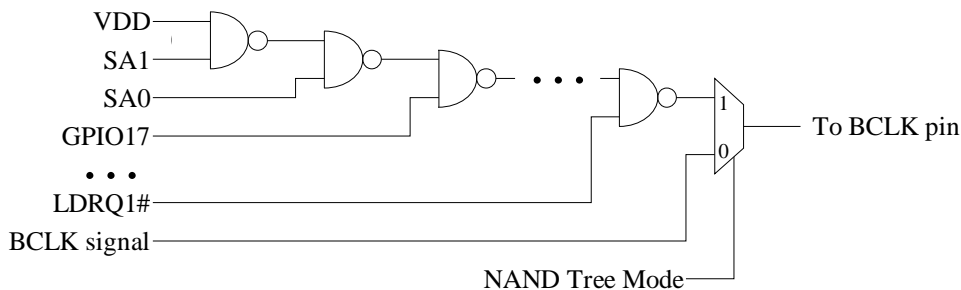 VDD
SA1
SA0
GPIO17
• • •
LDRQ1#
BCLK signal
NAND Tree Mode
• • •
1
0
To BCLK pin